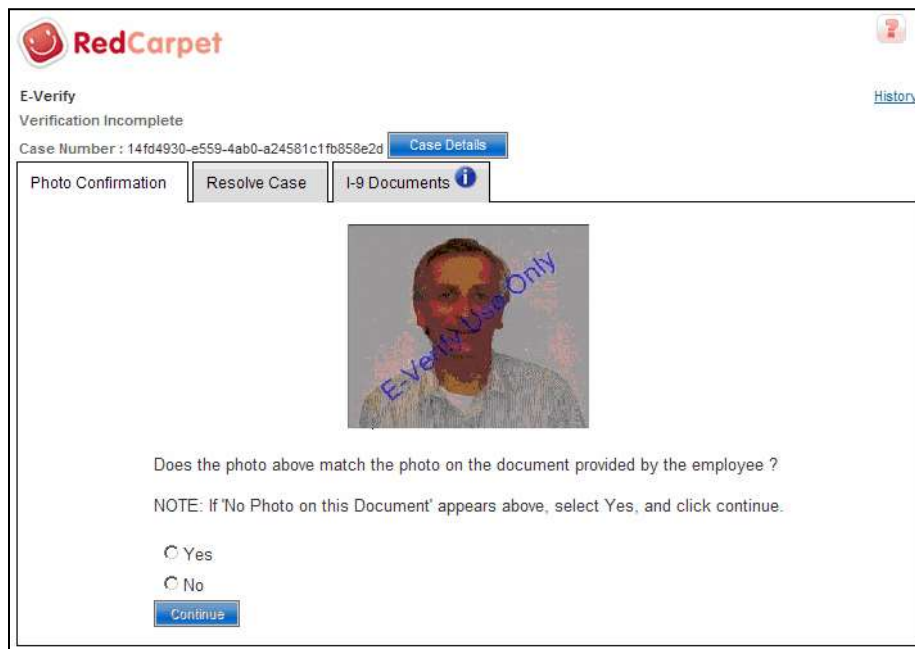 RedCarpet
?
E-Verify
History
Verification Incomplete
Case Number : 14fd4930-e559-4ab0-a24581c1fb858e2d Case Details
Photo Confirmation Resolve Case I-9 Documents i
E-Verify Use Only
Does the photo above match the photo on the document provided by the employee ?
NOTE: If 'No Photo on this Document' appears above, select Yes, and click continue.
Yes
No
Continue